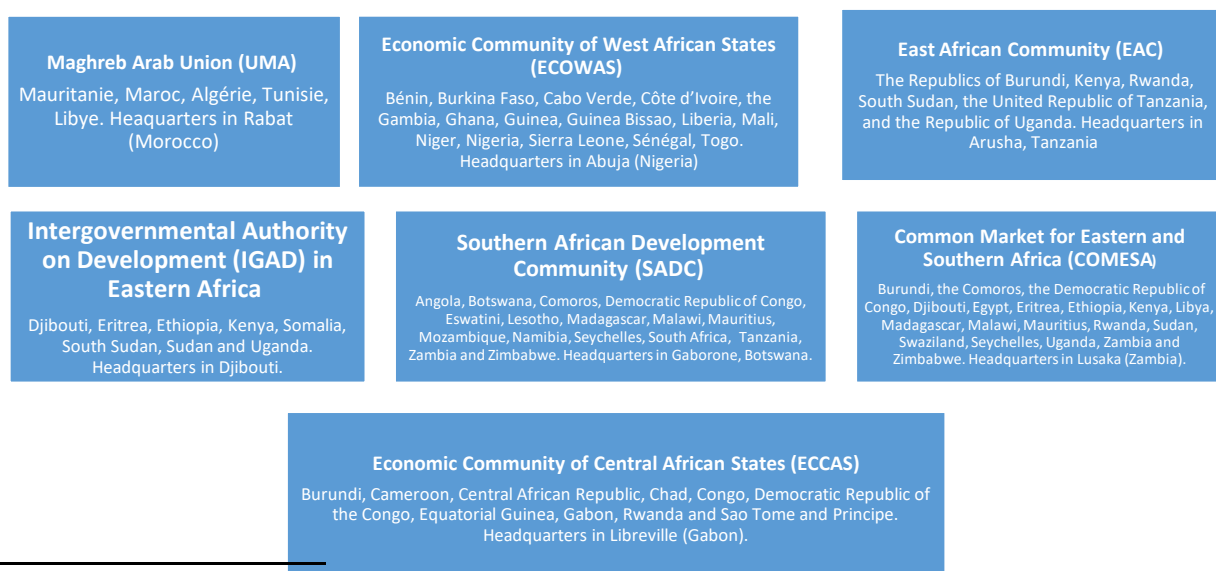 Maghreb Arab Union (UMA)
Mauritanie, Maroc, Algérie, Tunisie,
Libye. Heaquarters in Rabat
(Morocco)
Economic Community of West African States
(ECOWAS)
Bénin, Burkina Faso, Cabo Verde, Côte d'Ivoire, the
Gambia, Ghana, Guinea, Guinea Bissao, Liberia, Mali,
Niger, Nigeria, Sierra Leone, Sénégal, Togo.
Headquarters in Abuja (Nigeria)
East African Community (EAC)
The Republics of Burundi, Kenya, Rwanda,
South Sudan, the United Republic of Tanzania,
and the Republic of Uganda. Headquarters in
Arusha, Tanzania
Intergovernmental Authority
on Development (IGAD) in
Eastern Africa
Djibouti, Eritrea, Ethiopia, Kenya, Somalia,
South Sudan, Sudan and Uganda.
Headquarters in Djibouti.
Southern African Development
Community (SADC)
Angola, Botswana, Comoros, Democratic Republic of Congo,
Eswatini, Lesotho, Madagascar, Malawi, Mauritius,
Mozambique, Namibia, Seychelles, South Africa, Tanzania,
Zambia and Zimbabwe. Headquarters in Gaborone, Botswana.
Common Market for Eastern and
Southern Africa (COMESA)
Burundi, the Comoros, the Democratic Republic of
Congo, Djibouti, Egypt, Eritrea, Ethiopia, Kenya, Libya,
Madagascar, Malawi, Mauritius, Rwanda, Sudan,
Swaziland, Seychelles, Uganda, Zambia and
Zimbabwe. Headquarters in Lusaka (Zambia).
Economic Community of Central African States (ECCAS)
Burundi, Cameroon, Central African Republic, Chad, Congo, Democratic Republic of
the Congo, Equatorial Guinea, Gabon, Rwanda and Sao Tome and Principe.
Headquarters in Libreville (Gabon).